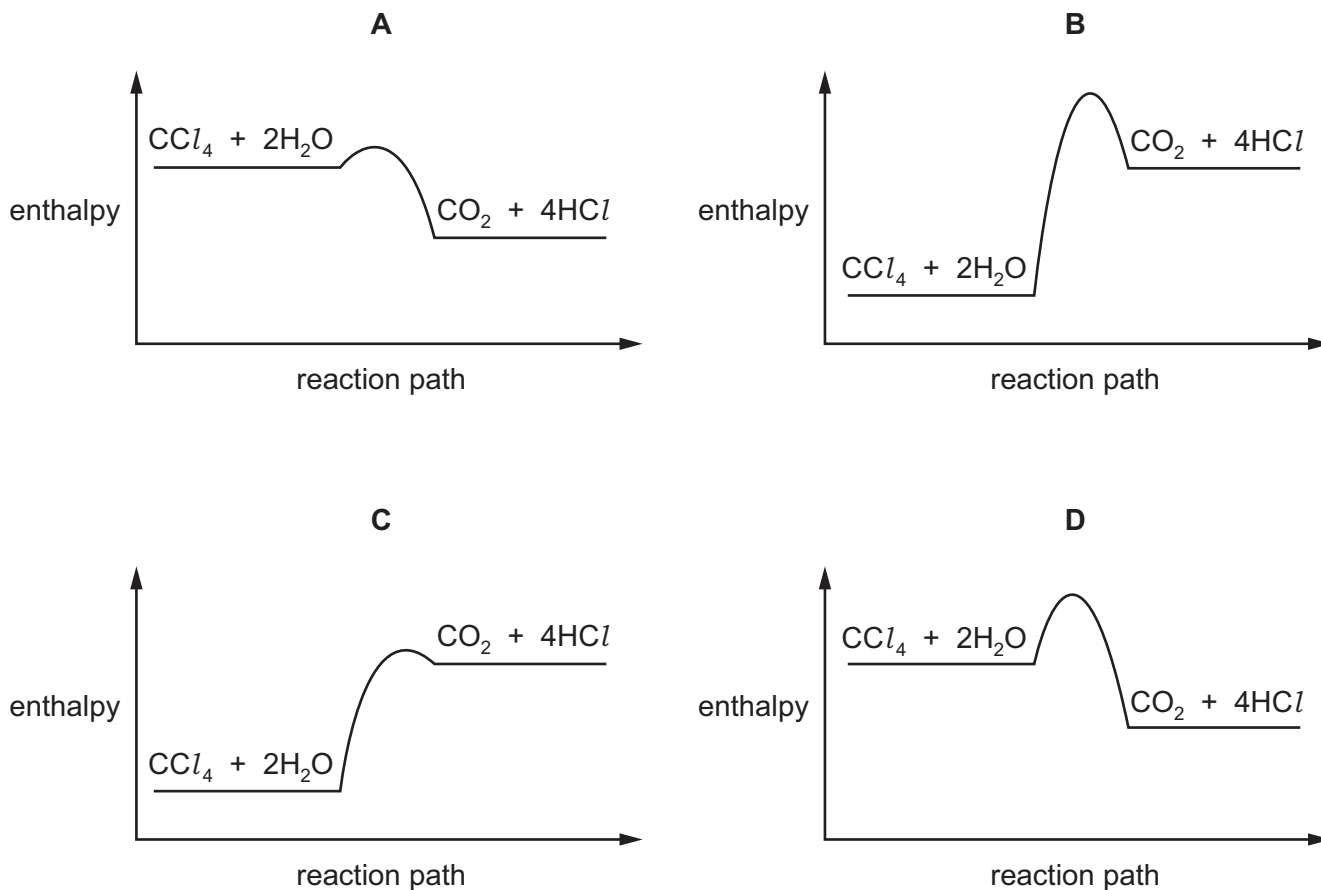 A
CCl₄ + 2H₂O
CO₂ + 4HCl
enthalpy
reaction path
B
CO₂ + 4HCl
enthalpy
CCl₄ + 2H₂O
reaction path
C
CO₂ + 4HCl
enthalpy
CCl₄ + 2H₂O
reaction path
D
CCl₄ + 2H₂O
CO₂ + 4HCl
enthalpy
reaction path